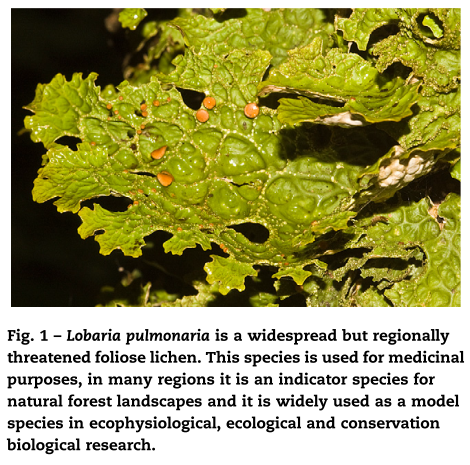 Fig. 1 – Lobaria pulmonaria is a widespread but regionally
threatened foliose lichen. This species is used for medicinal
purposes, in many regions it is an indicator species for
natural forest landscapes and it is widely used as a model
species in ecophysiological, ecological and conservation
biological research.